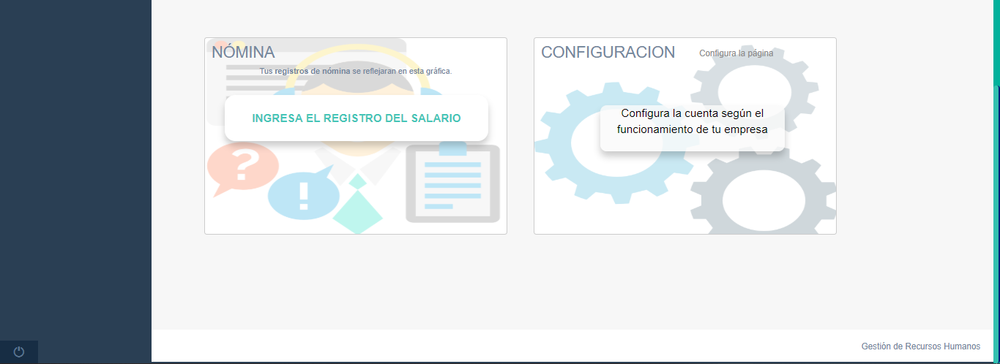 NÓMINA
Tus registros de nómina se reflejaran en esta gráfica.
INGRESA EL REGISTRO DEL SALARIO
?
!
CONFIGURACION
Configura la página
Configura la cuenta según el
funcionamiento de tu empresa
Gestión de Recursos Humanos